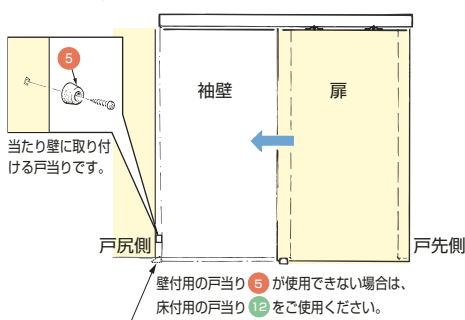 5
袖壁
扉
当たり壁に取り付
ける戸当りです。
戸尻側
戸先側
壁付用の戸当り 5 が使用できない場合は、
床付用の戸当り 12 をご使用ください。